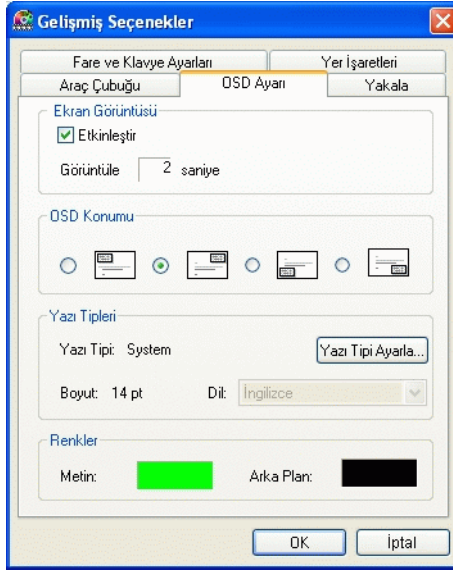 Gelişmiş Seçenekler
Fare ve Klavye Ayarları Yer İşaretleri
Araç Çubuğu OSD Ayarı Yakala
Ekran Görüntüsü
Etkinleştir
Görüntüle 2 saniye
OSD Konumu
Yazı Tipleri
Yazı Tipi: System Yazı Tipi Ayarla...
Boyut: 14 pt Dil: İngilizce
Renkler
Metin: Arka Plan:
OK İptal